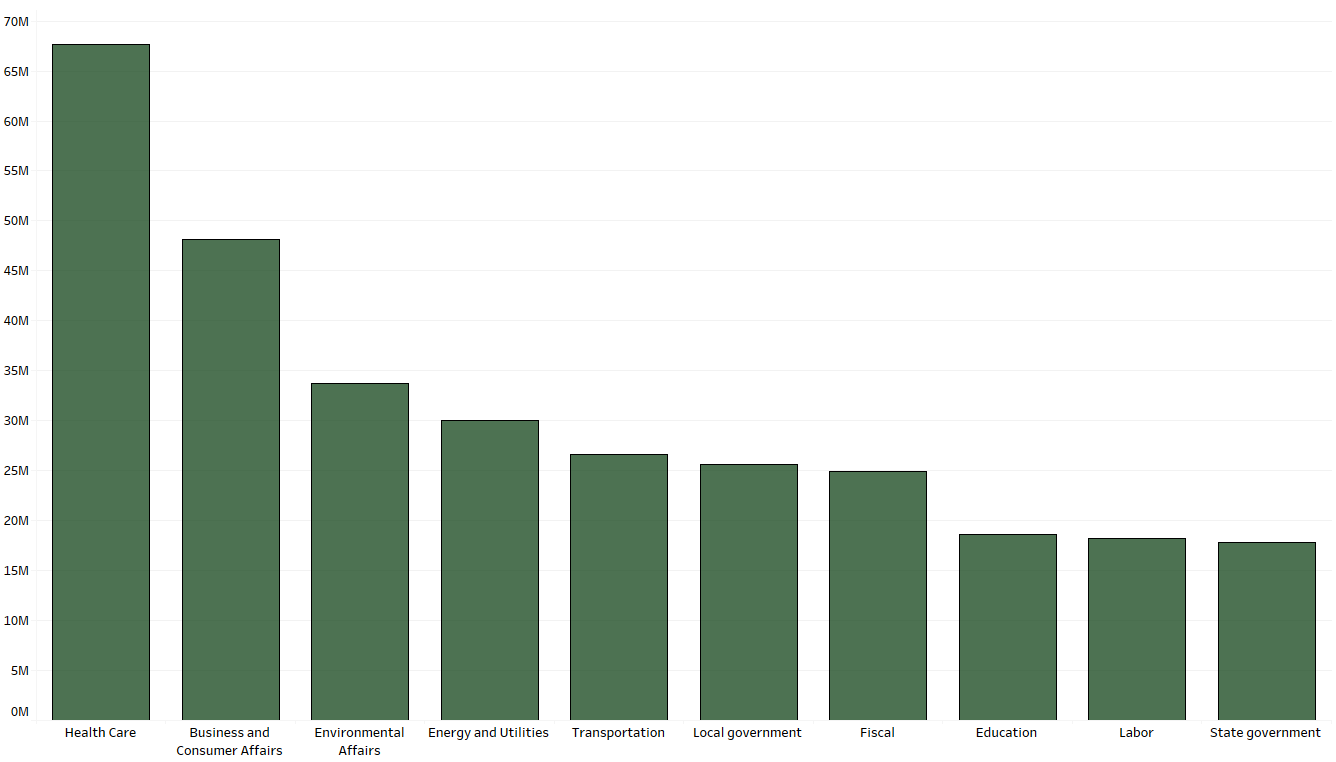 70M
65M
60M
55M
50M
45M
40M
35M
30M
25M
20M
15M
10M
5M
0M
Health Care
Business and
Consumer Affairs
Environmental
Affairs
Energy and Utilities
Transportation
Local government
Fiscal
Education
Labor
State government